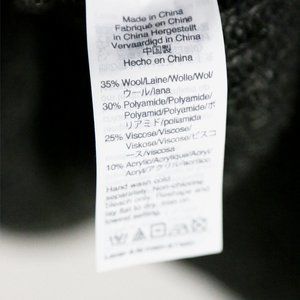 Made in China
Fabriqué en China
in China Hergestellt
Vervaardigd in China
中国製
Hecho en China
35% Wool/Laine/Wolle/Wol/
ウール/lana
30% Polyamide/Polyamide/
Polyamid/Polyamide/ポ
リアミド/poliamida
25% Viscose/Viscose/
Viskose/Viscose/ビスコ
ース/viscosa
10% Acrylic/Acrylique/Acryl/
Acryl/アクリル/acrílico
Hand wash cold
separately. Non-chlorine
bleach only. Reshape and
lay flat to dry. Iron on
lowest setting.